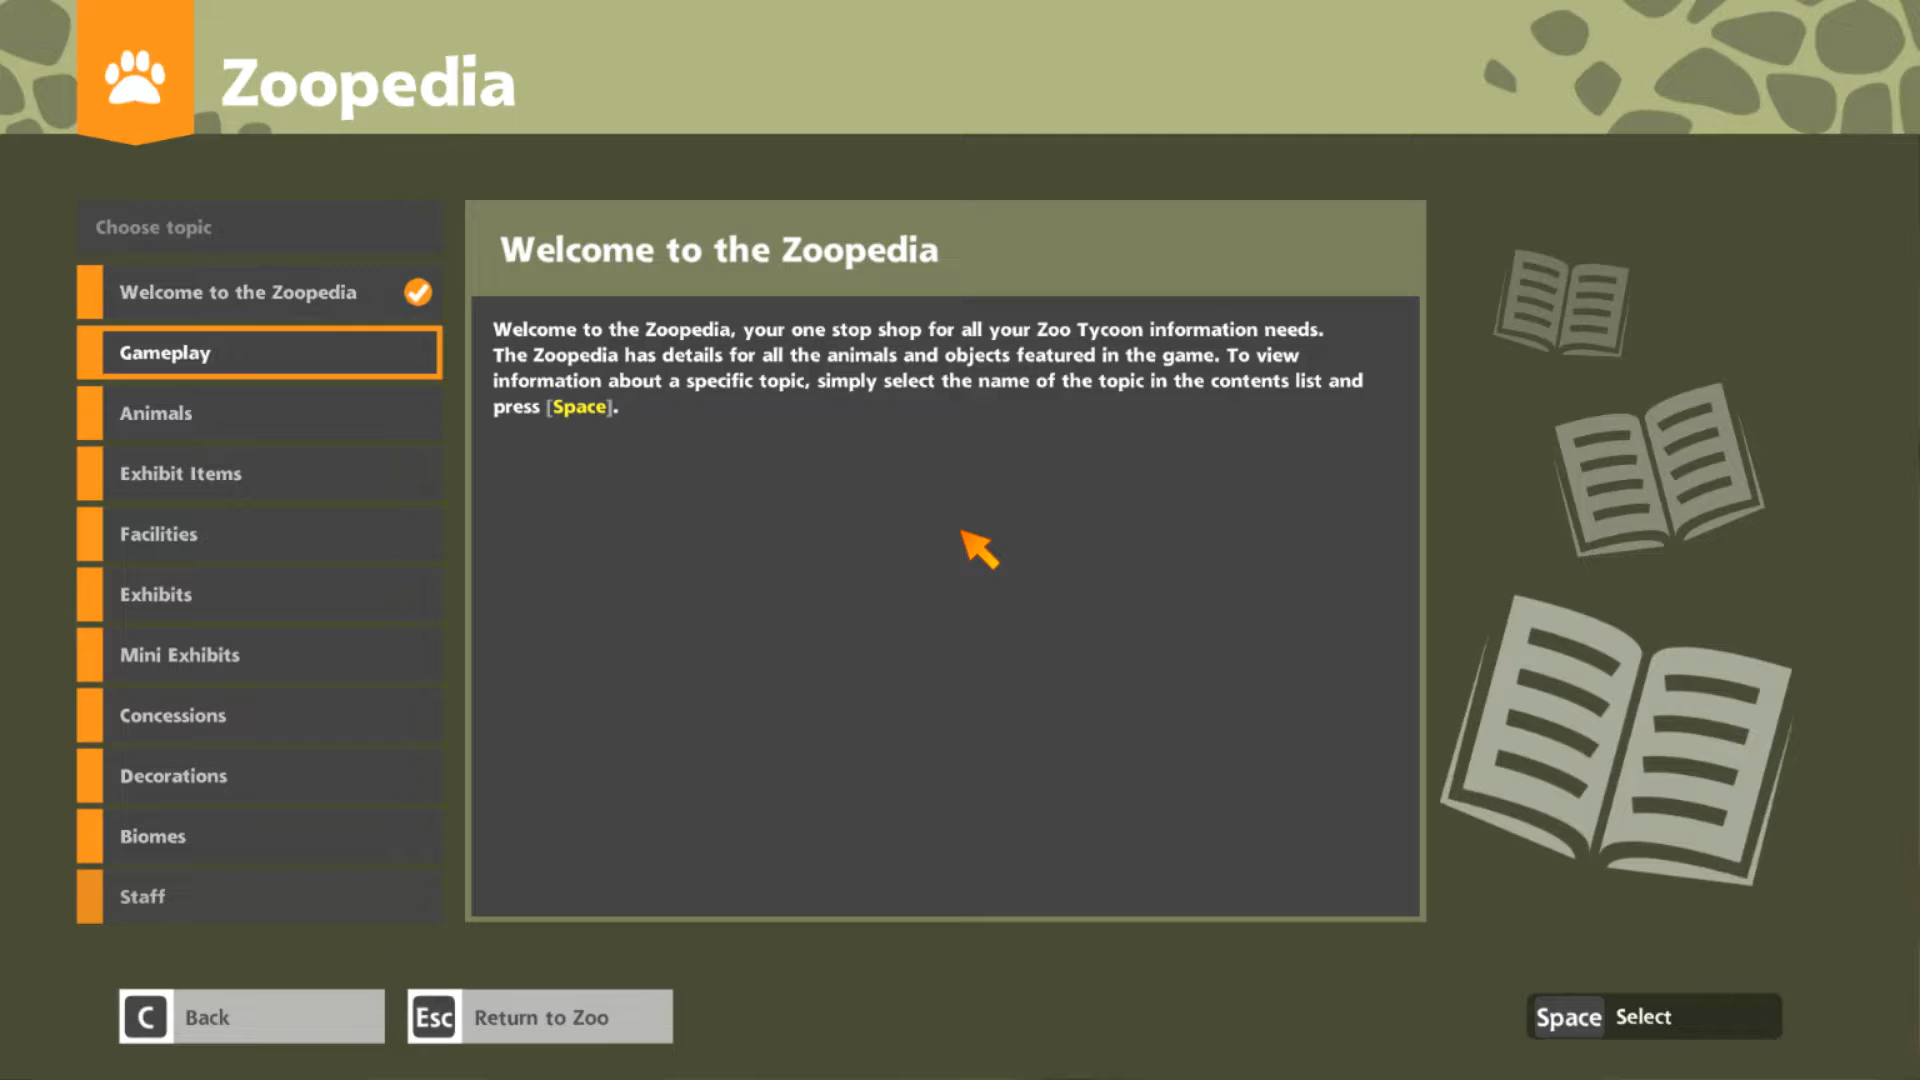 Zoopedia
Choose topic
Welcome to the Zoopedia
Gameplay
Animals
Exhibit Items
Facilities
Exhibits
Mini Exhibits
Concessions
Decorations
Biomes
Staff
Welcome to the Zoopedia
Welcome to the Zoopedia, your one stop shop for all your Zoo Tycoon information needs.
The Zoopedia has details for all the animals and objects featured in the game. To view
information about a specific topic, simply select the name of the topic in the contents list and
press [Space].
C Back
Esc Return to Zoo
Space Select